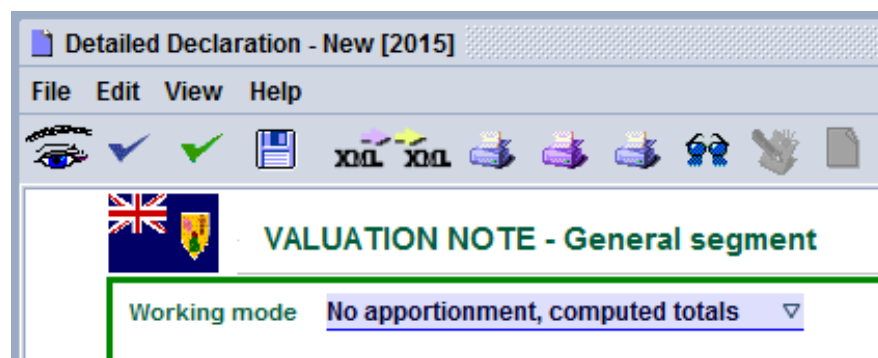 Detailed Declaration - New [2015]
File Edit View Help
XML XML
VALUATION NOTE - General segment
Working mode No apportionment, computed totals